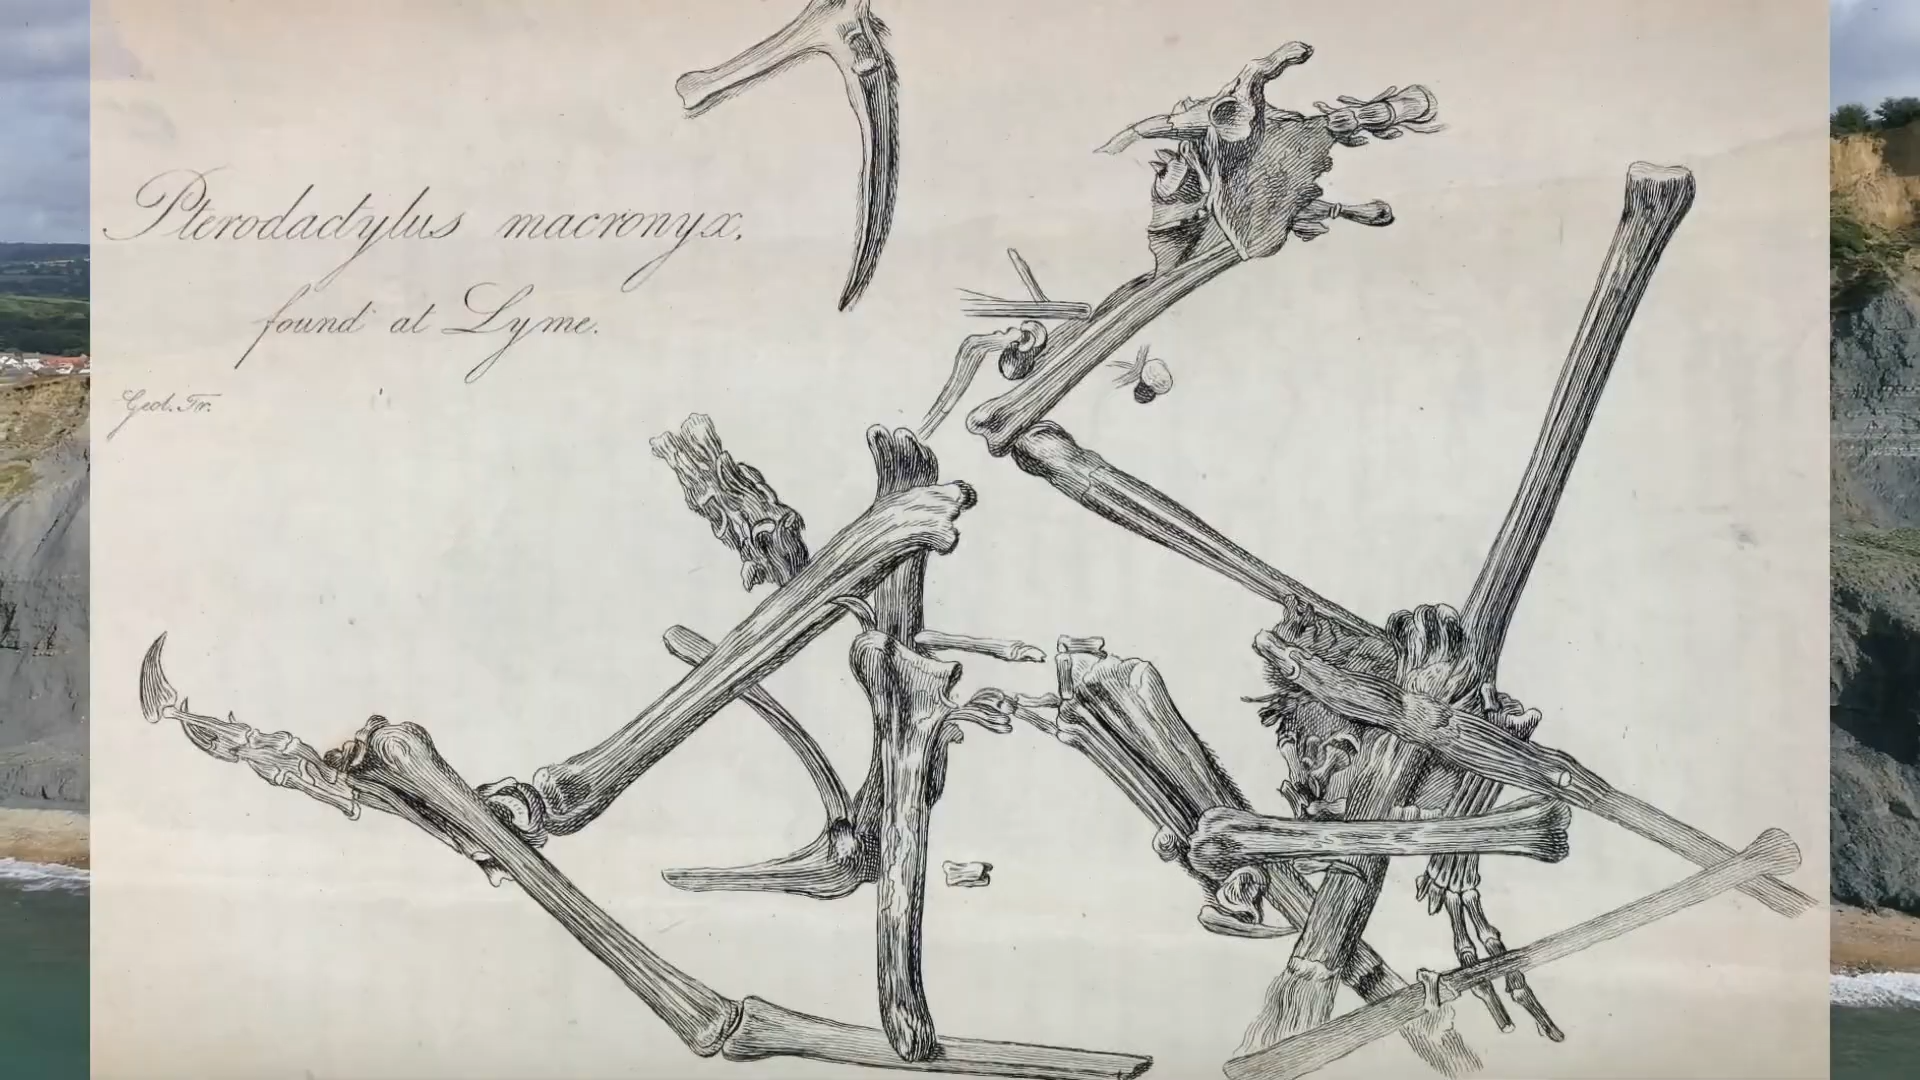 Pterodactylus macronyx,
found at Lyme.
Geol. Tr.